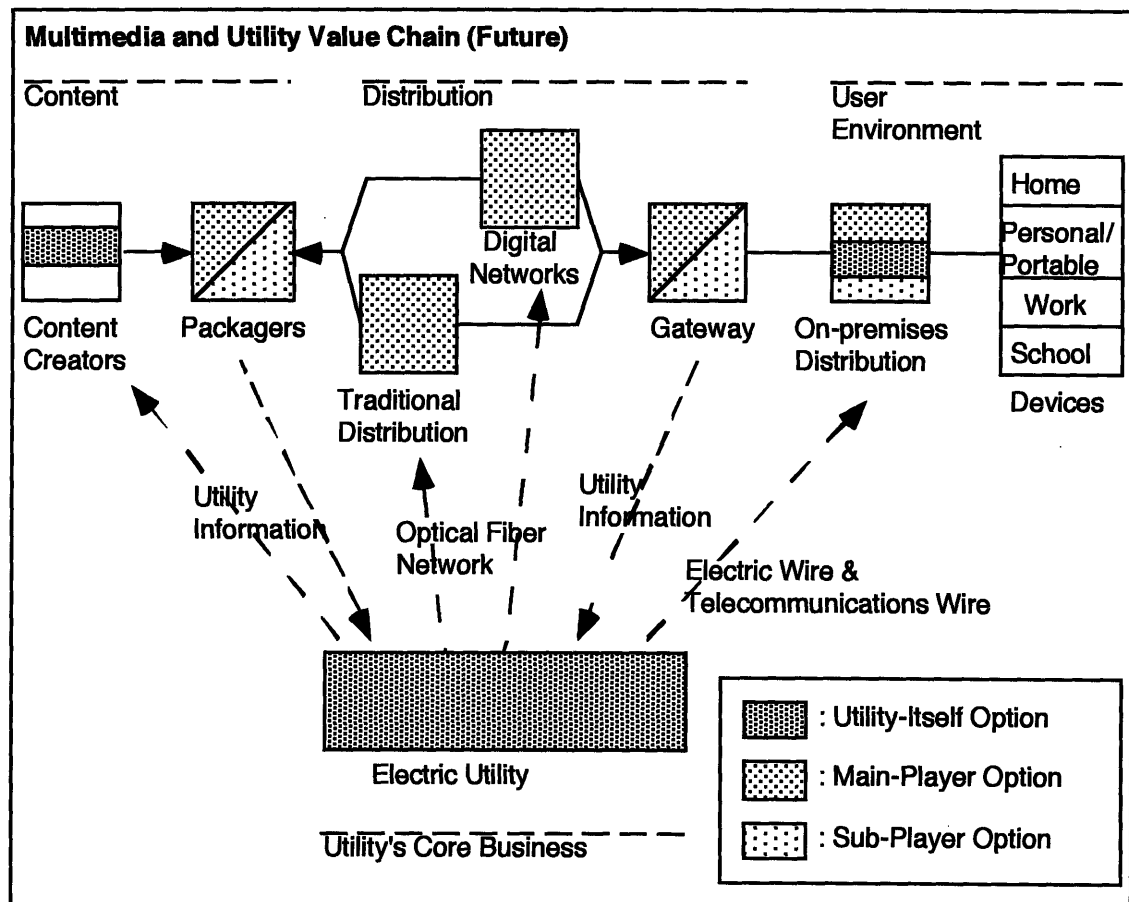 Multimedia and Utility Value Chain (Future)
Content
Distribution
User
Environment
Home
Personal/
Portable
Work
School
Devices
Digital
Networks
Content
Creators
Packagers
Gateway
On-premises
Distribution
Traditional
Distribution
Utility
Information
Optical Fiber
Network
Utility
Information
Electric Wire &
Telecommunications Wire
Electric Utility
Utility's Core Business
: Utility-Itself Option
: Main-Player Option
: Sub-Player Option